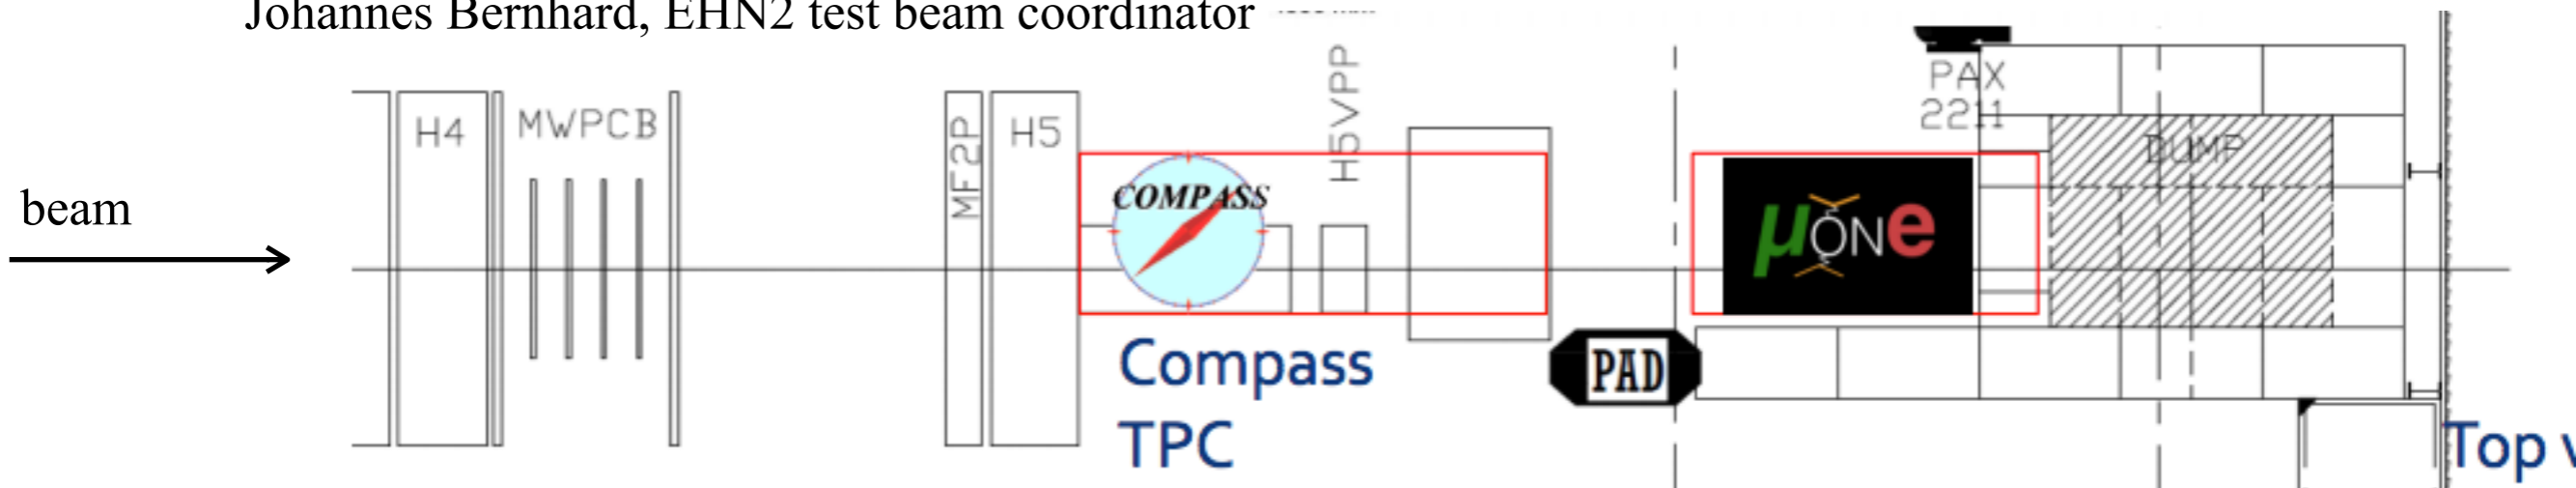 Johannes Bernhard, EHN2 test beam coordinator
beam
H4
MWPCB
MF2P
H5
COMPASS
H5VPP
Compass
TPC
PAD
μONe
PAX
2211
DUMP
Top